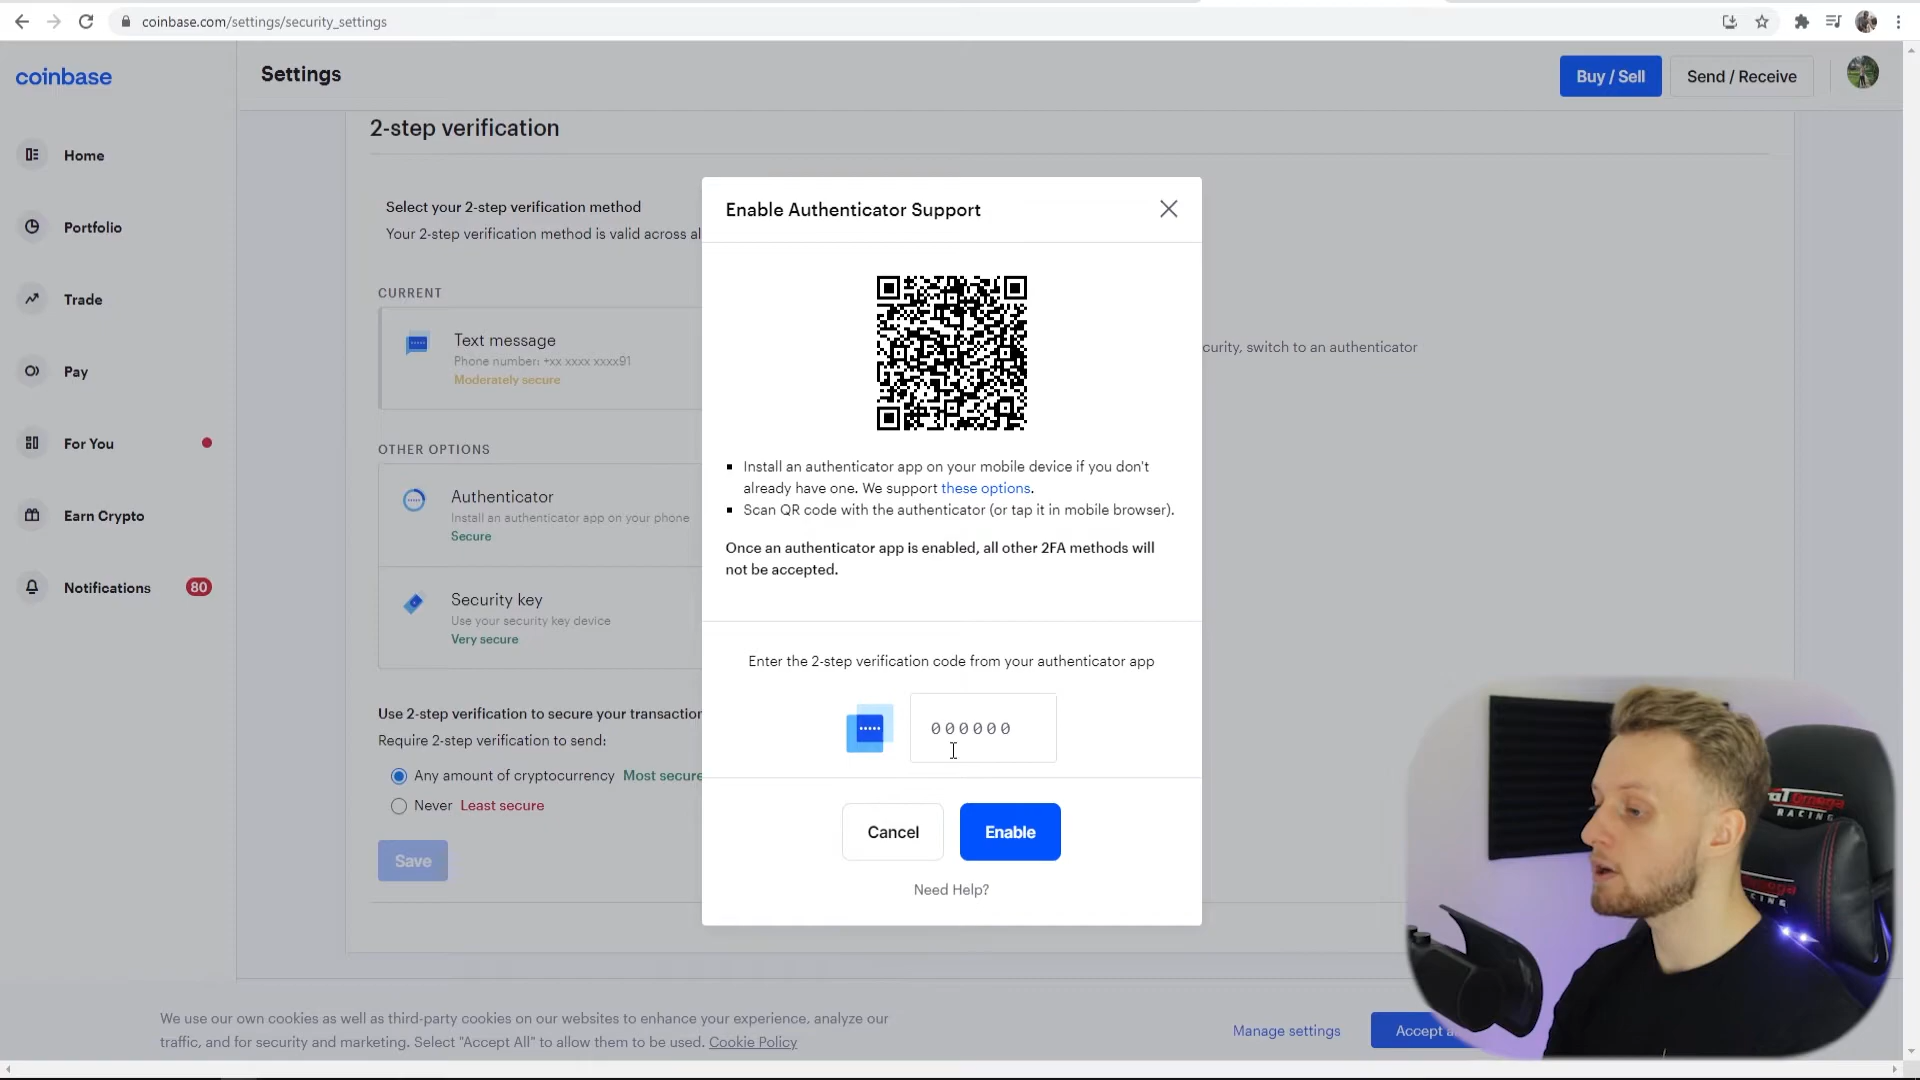 coinbase.com/settings/security_settings
coinbase
Settings
Buy / Sell
Send / Receive
Home
Portfolio
Trade
Pay
For You
Earn Crypto
Notifications
80
2-step verification
Select your 2-step verification method
Your 2-step verification method is valid across al
CURRENT
Text message
Phone number: +xx xxxx xxxx91
Moderately secure
curity, switch to an authenticator
OTHER OPTIONS
Authenticator
Install an authenticator app on your phone
Secure
Security key
Use your security key device
Very secure
Use 2-step verification to secure your transaction
Require 2-step verification to send:
Any amount of cryptocurrency Most secure
Never Least secure
Save
Enable Authenticator Support
Install an authenticator app on your mobile device if you don't
already have one. We support these options.
Scan QR code with the authenticator (or tap it in mobile browser).
Once an authenticator app is enabled, all other 2FA methods will
not be accepted.
Enter the 2-step verification code from your authenticator app
000000
Cancel
Enable
Need Help?
We use our own cookies as well as third-party cookies on our websites to enhance your experience, analyze our
traffic, and for security and marketing. Select "Accept All" to allow them to be used. Cookie Policy
Manage settings
Accept a
Omega
RACING